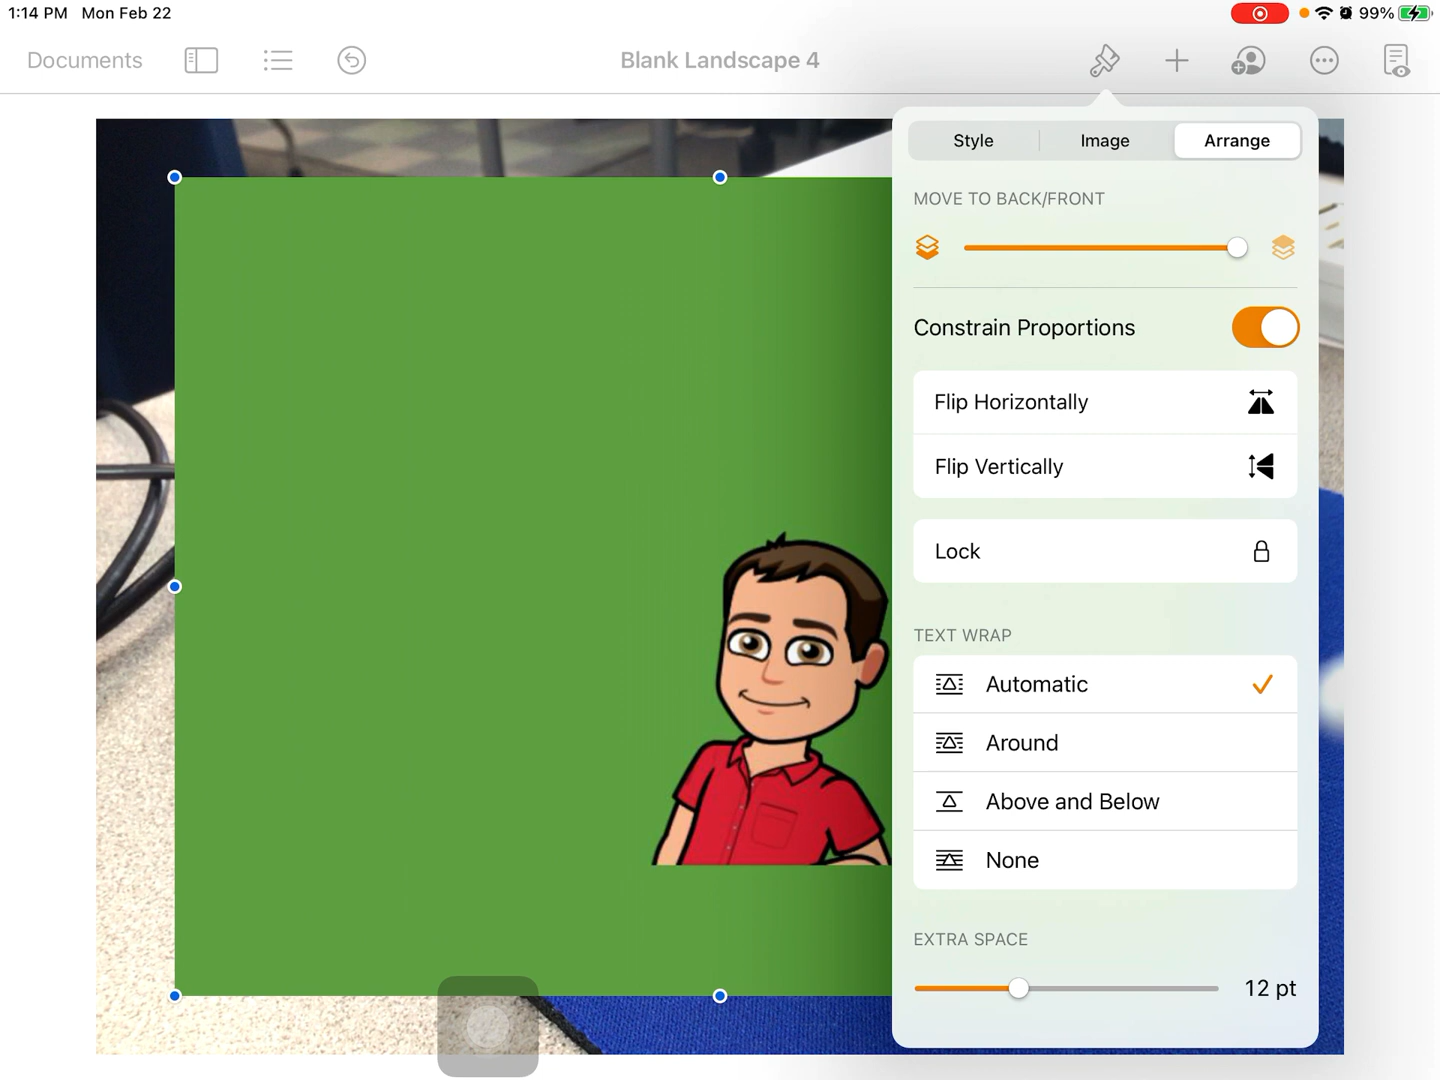 1:14 PM Mon Feb 22
99%
Documents
Blank Landscape 4
Style
Image
Arrange
MOVE TO BACK/FRONT
Constrain Proportions
Flip Horizontally
Flip Vertically
Lock
TEXT WRAP
Automatic
Around
Above and Below
None
EXTRA SPACE
12 pt